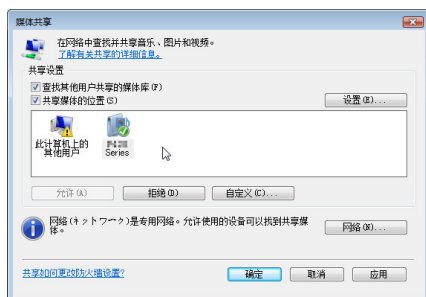 媒体共享
在网络中查找并共享音乐、图片和视频。
了解有关共享的详细信息。
共享设置
查找其他用户共享的媒体库(F)
共享媒体的位置(S)
设置(E)...
此计算机上的
其他用户
Series
允许(A)
拒绝(D)
自定义(C)...
网络(ネットワーク)是专用网络。允许使用的设备可以找到共享媒
体。
网络(N)...
共享如何更改防火墙设置?
确定
取消
应用